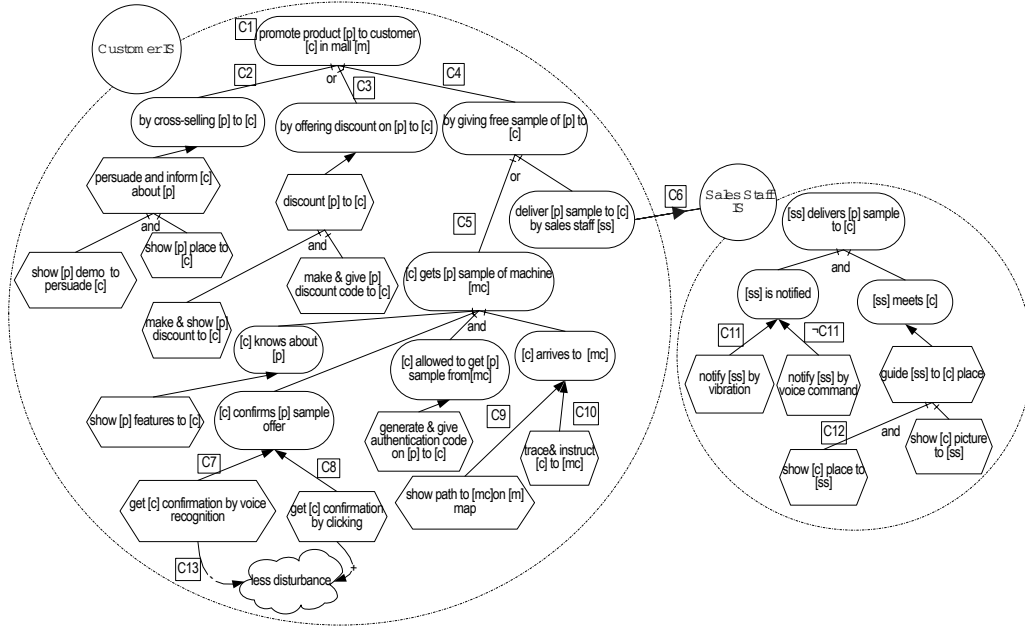 CustomerIS
C1
promote product [p] to customer
[c] in mall [m]
C2
or
C3
C4
by cross-selling [p] to [c]
by offering discount on [p] to [c]
by giving free sample of [p] to
[c]
or
persuade and inform [c]
about [p]
and
show [p] demo to
persuade [c]
show [p] place to
[c]
discount [p] to [c]
and
make & show [p]
discount to [c]
make & give [p]
discount code to [c]
C5
deliver [p] sample to [c]
by sales staff [ss]
C6
[c] gets [p] sample of machine
[mc]
and
[c] knows about
[p]
[c] allowed to get [p]
sample from[mc]
[c] arrives to [mc]
show [p] features to [c]
[c] confirms [p] sample
offer
generate & give
authentication code
on [p] to [c]
C9
C10
trace& instruct
[c] to [mc]
show path to [mc]on [m]
map
C7
C8
get [c] confirmation by voice
recognition
get [c] confirmation
by clicking
C13
-
+
less disturbance
Sales Staff
IS
[ss] delivers [p] sample
to [c]
and
[ss] is notified
[ss] meets [c]
C11
¬C11
notify [ss] by
vibration
notify [ss] by
voice command
guide [ss] to [c] place
C12
and
show [c] place to
[ss]
show [c] picture
to [ss]